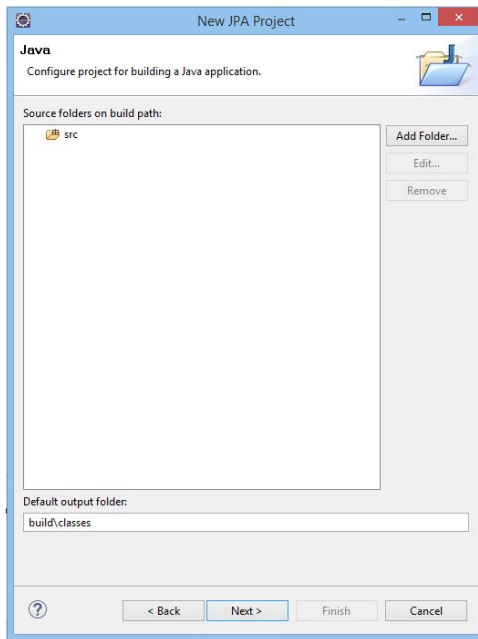 New JPA Project
Java
Configure project for building a Java application.
Source folders on build path:
src
Add Folder...
Edit...
Remove
Default output folder:
build\classes
< Back
Next >
Finish
Cancel